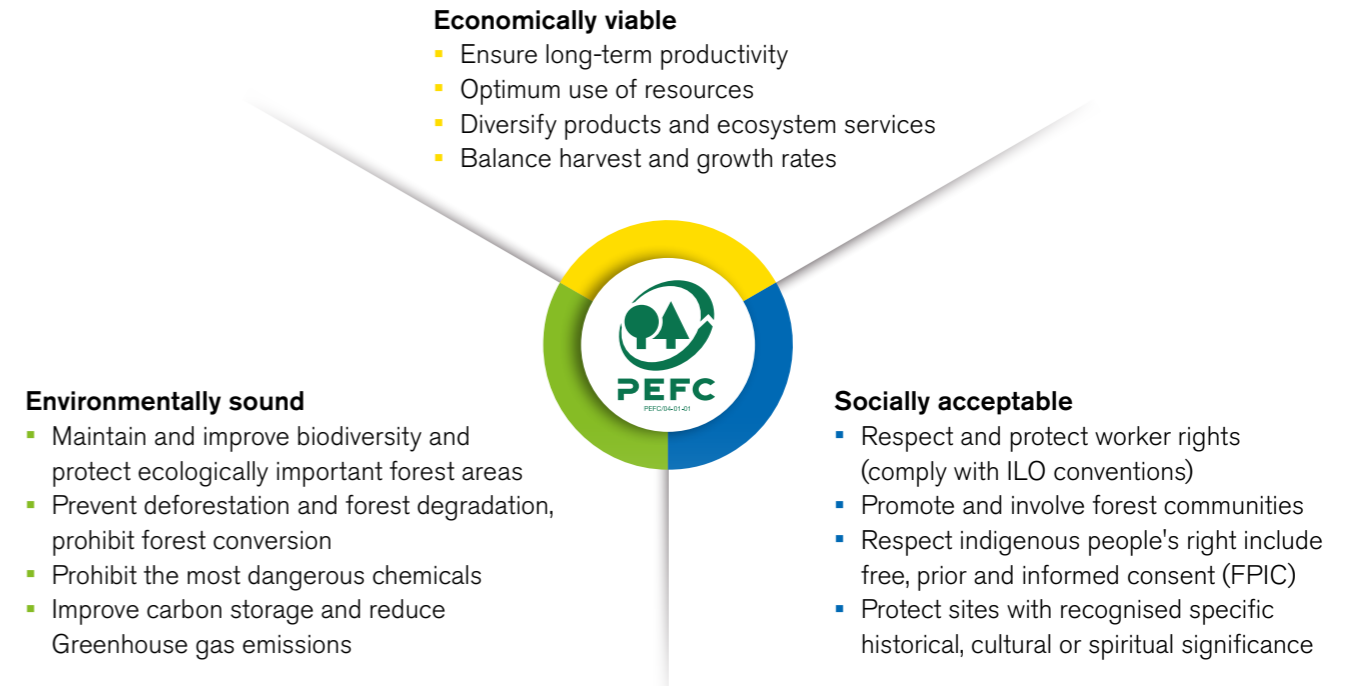 Economically viable
▪ Ensure long-term productivity
▪ Optimum use of resources
▪ Diversify products and ecosystem services
▪ Balance harvest and growth rates
PEFC
PEFC/04-01-01
Environmentally sound
▪ Maintain and improve biodiversity and
protect ecologically important forest areas
▪ Prevent deforestation and forest degradation,
prohibit forest conversion
▪ Prohibit the most dangerous chemicals
▪ Improve carbon storage and reduce
Greenhouse gas emissions
Socially acceptable
▪ Respect and protect worker rights
(comply with ILO conventions)
▪ Promote and involve forest communities
▪ Respect indigenous people's right include
free, prior and informed consent (FPIC)
▪ Protect sites with recognised specific
historical, cultural or spiritual significance